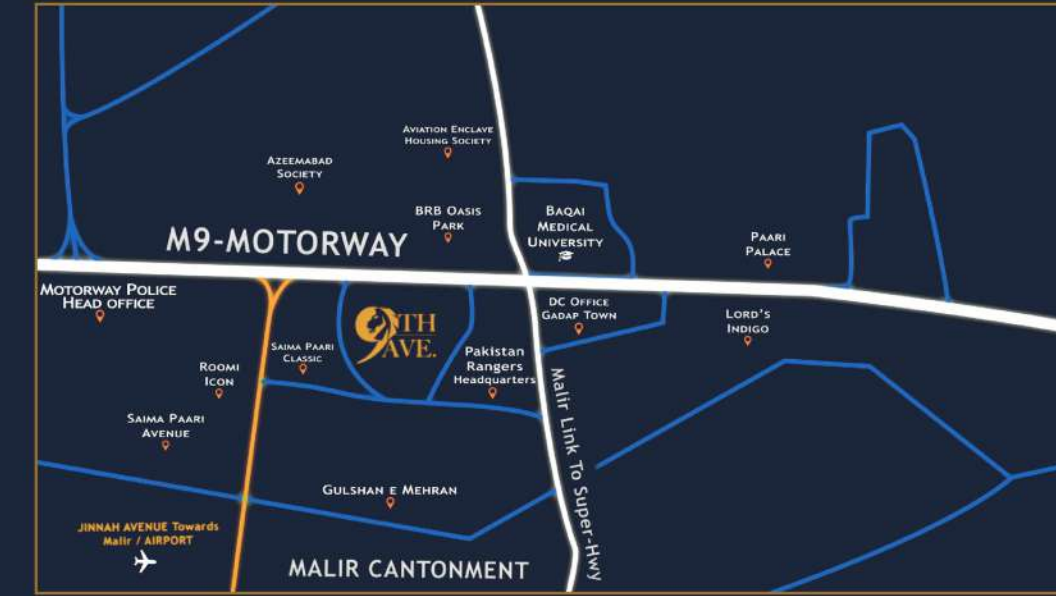 AVIATION ENCLAVE
HOUSING SOCIETY
AZEEMABAD
SOCIETY
BRB OASIS
PARK
BAQAI
MEDICAL
UNIVERSITY
M9-MOTORWAY
PAARI
PALACE
MOTORWAY POLICE
HEAD OFFICE
DC OFFICE
GADAP TOWN
LORD'S
INDIGO
9TH
AVE.
SAIMA PAARI
CLASSIC
Pakistan
Rangers
Headquarters
ROOMI
ICON
SAIMA PAARI
AVENUE
Malir Link To Super-Hwy
GULSHAN E MEHRAN
JINNAH AVENUE Towards
Malir / AIRPORT
MALIR CANTONMENT